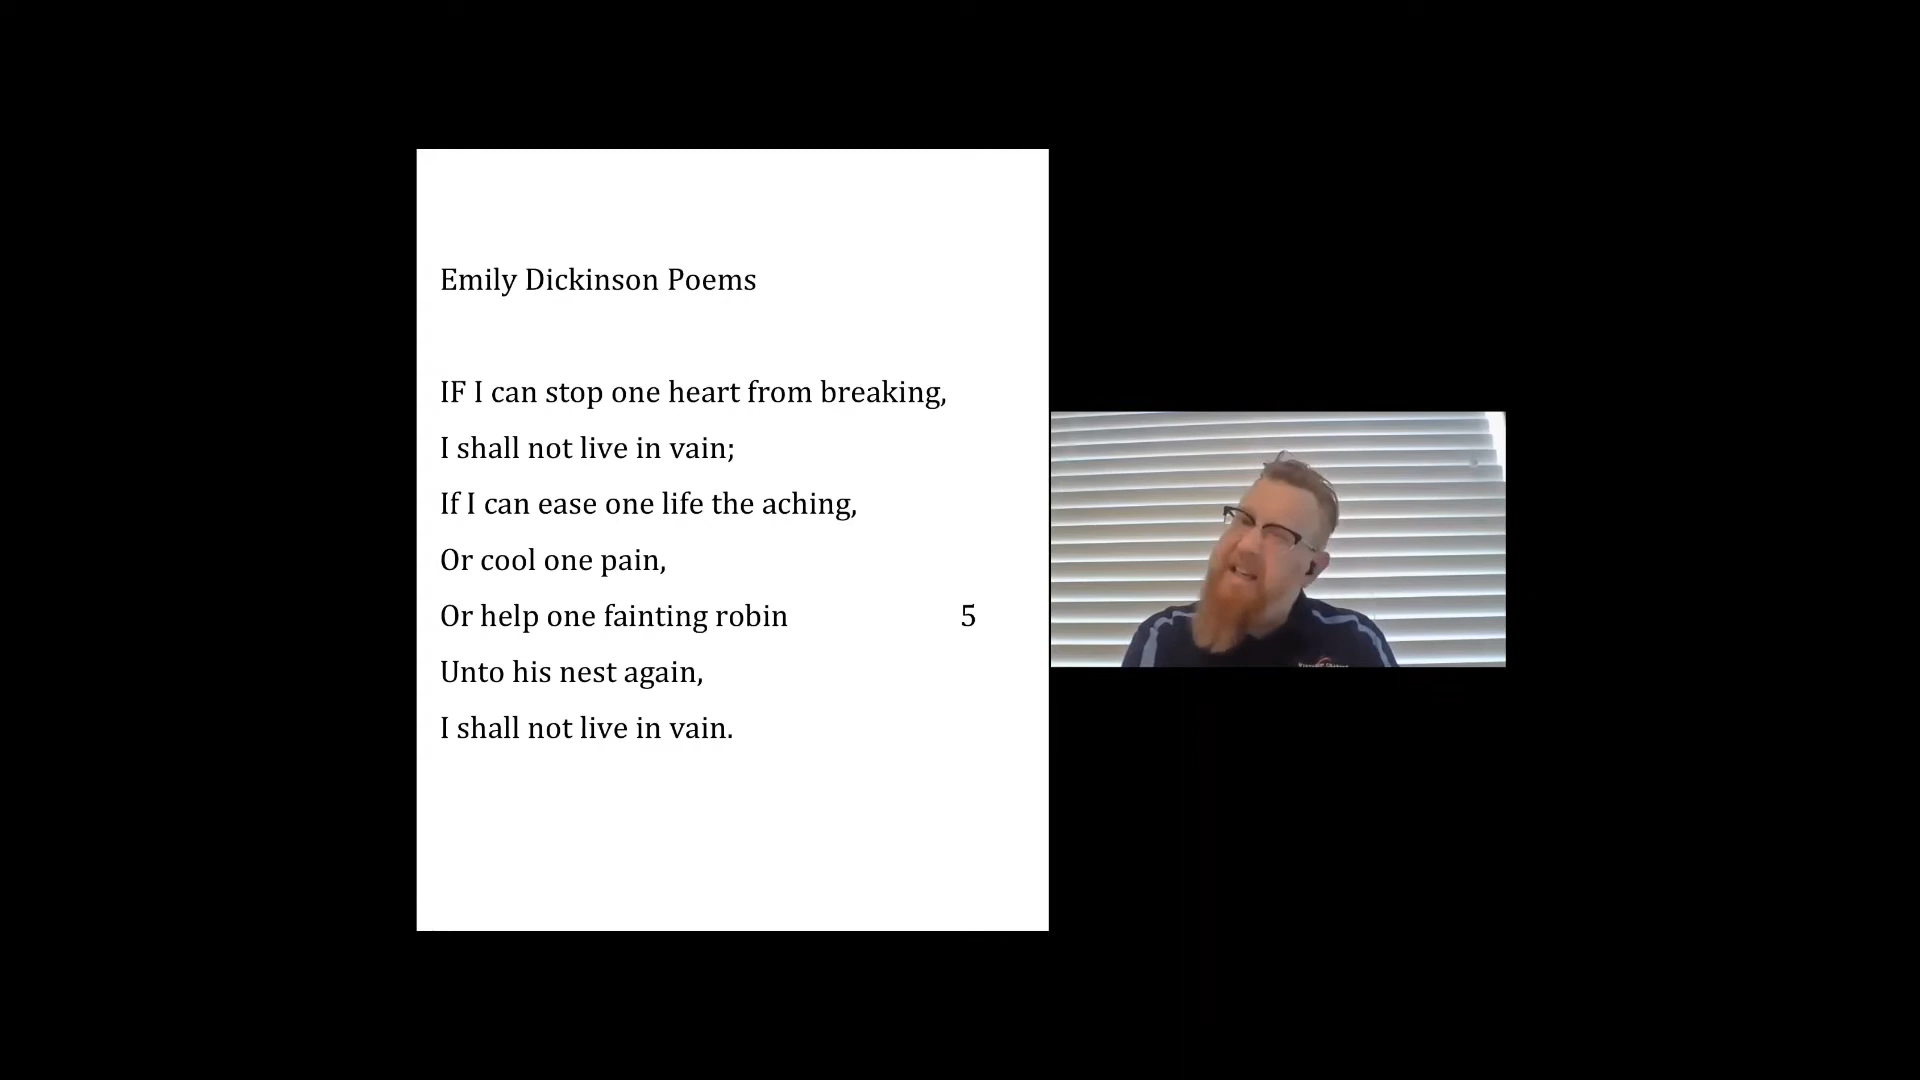 Emily Dickinson Poems
IF I can stop one heart from breaking,
I shall not live in vain;
If I can ease one life the aching,
Or cool one pain,
Or help one fainting robin 5
Unto his nest again,
I shall not live in vain.